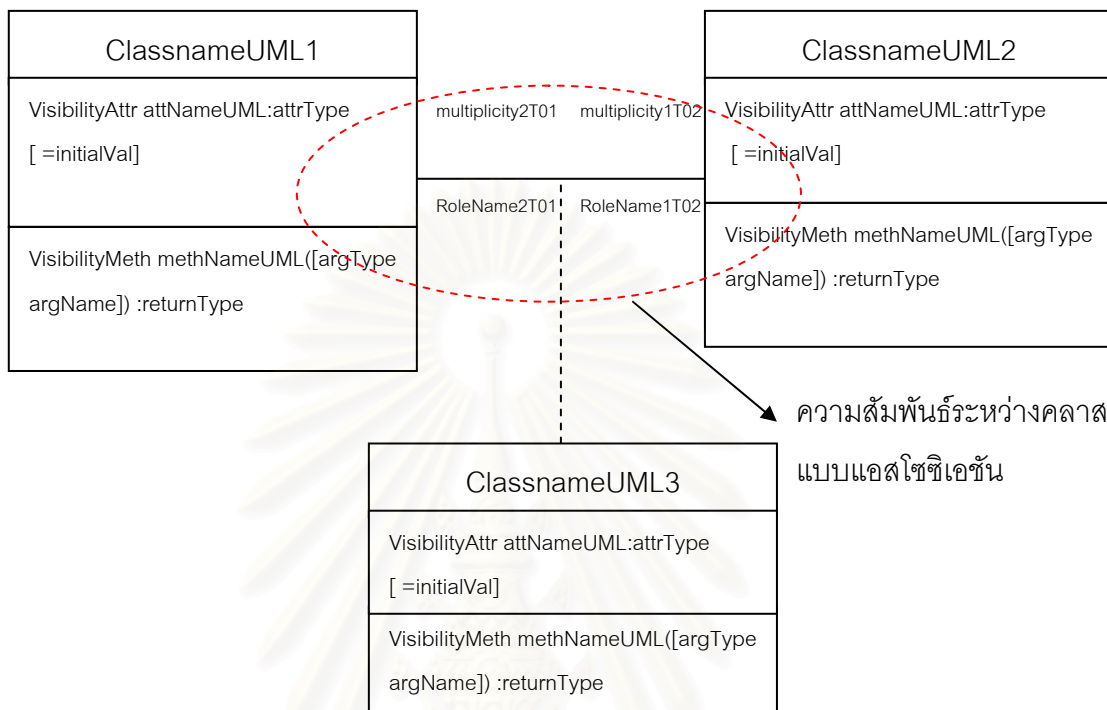 ClassnameUML1
VisibilityAttr attNameUML:attrType
[ =initialVal]
VisibilityMeth methNameUML([argType
argName]) :returnType
multiplicity2T01 multiplicity1T02
RoleName2T01 RoleName1T02
ClassnameUML2
VisibilityAttr attNameUML:attrType
[ =initialVal]
VisibilityMeth methNameUML([argType
argName]) :returnType
ความสัมพันธ์ระหว่างคลาส
แบบแอสโซซิเอชัน
ClassnameUML3
VisibilityAttr attNameUML:attrType
[ =initialVal]
VisibilityMeth methNameUML([argType
argName]) :returnType